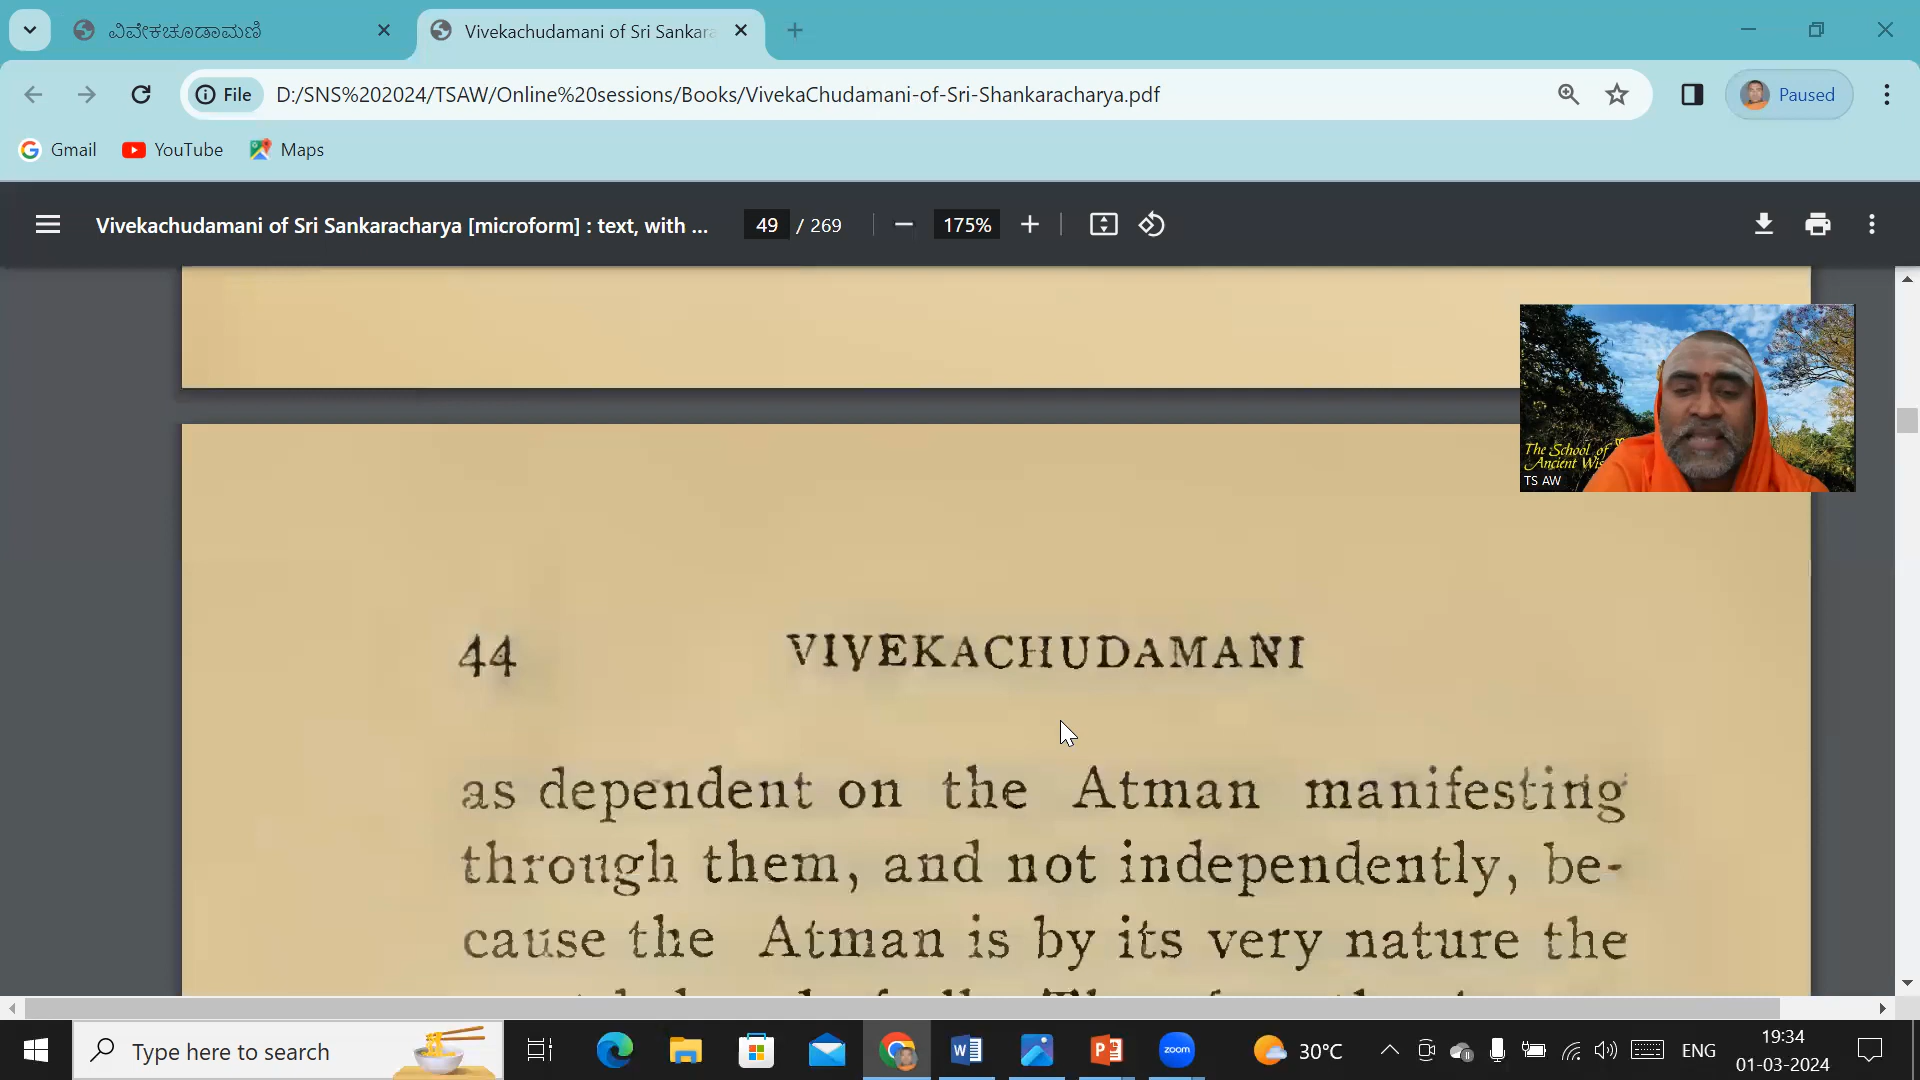 ವಿವೇಕಚೂಡಾಮಣಿ
Vivekachudamani of Sri Sankara
File
D:/SNS%202024/TSAW/Online%20sessions/Books/VivekaChudamani-of-Sri-Shankaracharya.pdf
Paused
Gmail
YouTube
Maps
Vivekachudamani of Sri Sankaracharya [microform] : text, with ...
49 / 269
175%
The School of
Ancient Wis
TS AW
44 VIVEKACHUDAMANI
as dependent on the Atman manifesting
through them, and not independently, be-
cause the Atman is by its very nature the
Type here to search
W
P
zoom
30°C
ENG
19:34
01-03-2024